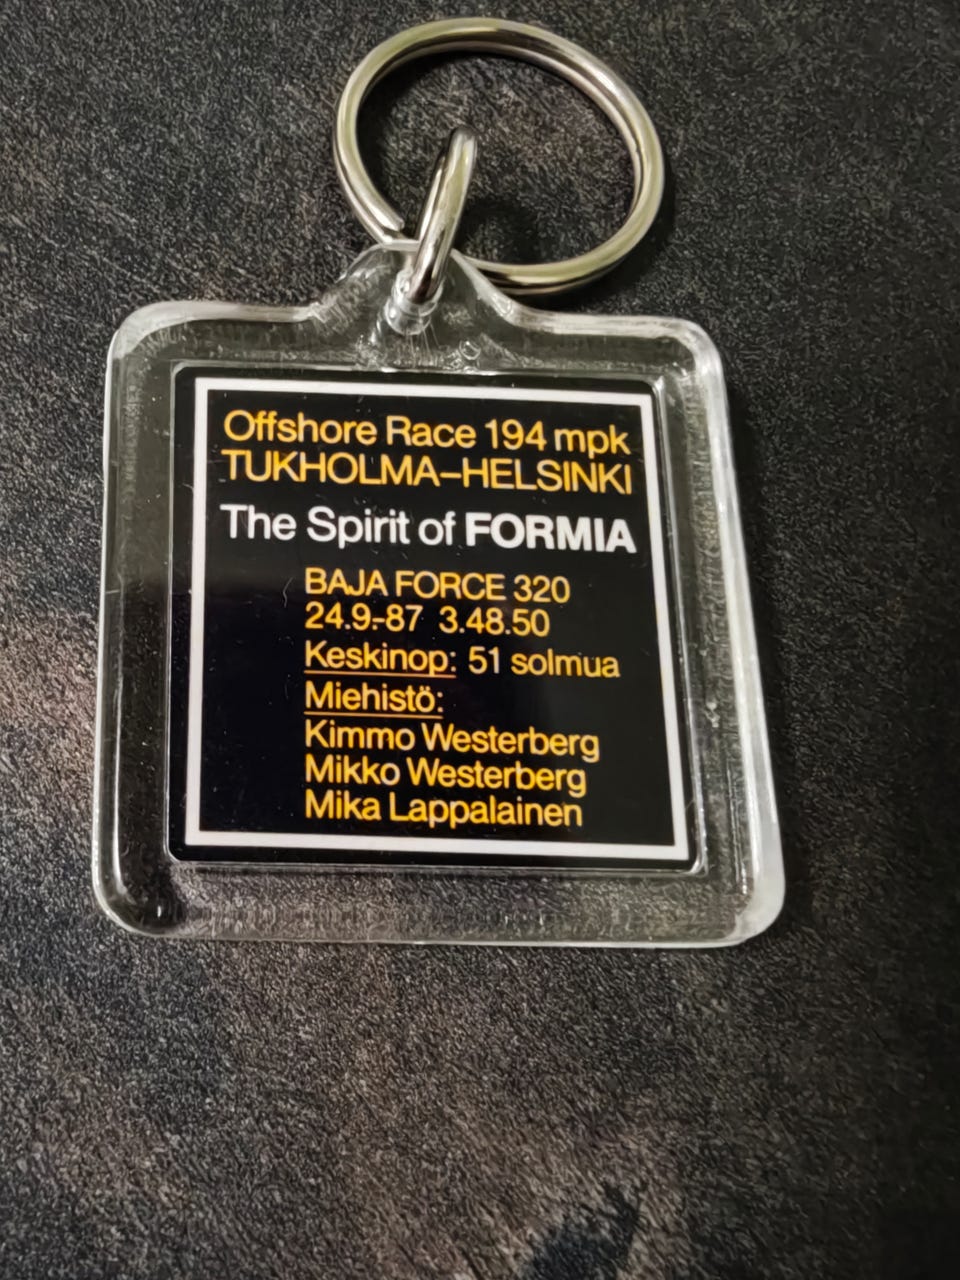 Offshore Race 194 mpk
TUKHOLMA–HELSINKI
The Spirit of FORMIA
BAJA FORCE 320
24.9.-87 3.48.50
Keskinop: 51 solmua
Miehistö:
Kimmo Westerberg
Mikko Westerberg
Mika Lappalainen